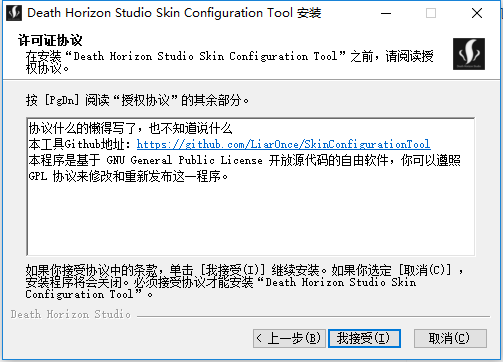 Death Horizon Studio Skin Configuration Tool 安装
许可证协议
在安装“Death Horizon Studio Skin Configuration Tool”之前，请阅读授
权协议。
按 [PgDn] 阅读“授权协议”的其余部分。
协议什么的懒得写了，也不知道说什么
本工具Github地址：https://github.com/LiarOnce/SkinConfigurationTool
本程序是基于 GNU General Public License 开放源代码的自由软件，你可以遵照
GPL 协议来修改和重新发布这一程序。
如果你接受协议中的条款，单击 [我接受(I)] 继续安装。如果你选定 [取消(C)] ，
安装程序将会关闭。必须接受协议才能安装“Death Horizon Studio Skin
Configuration Tool”。
Death Horizon Studio
< 上一步(B) 我接受(I) 取消(C)